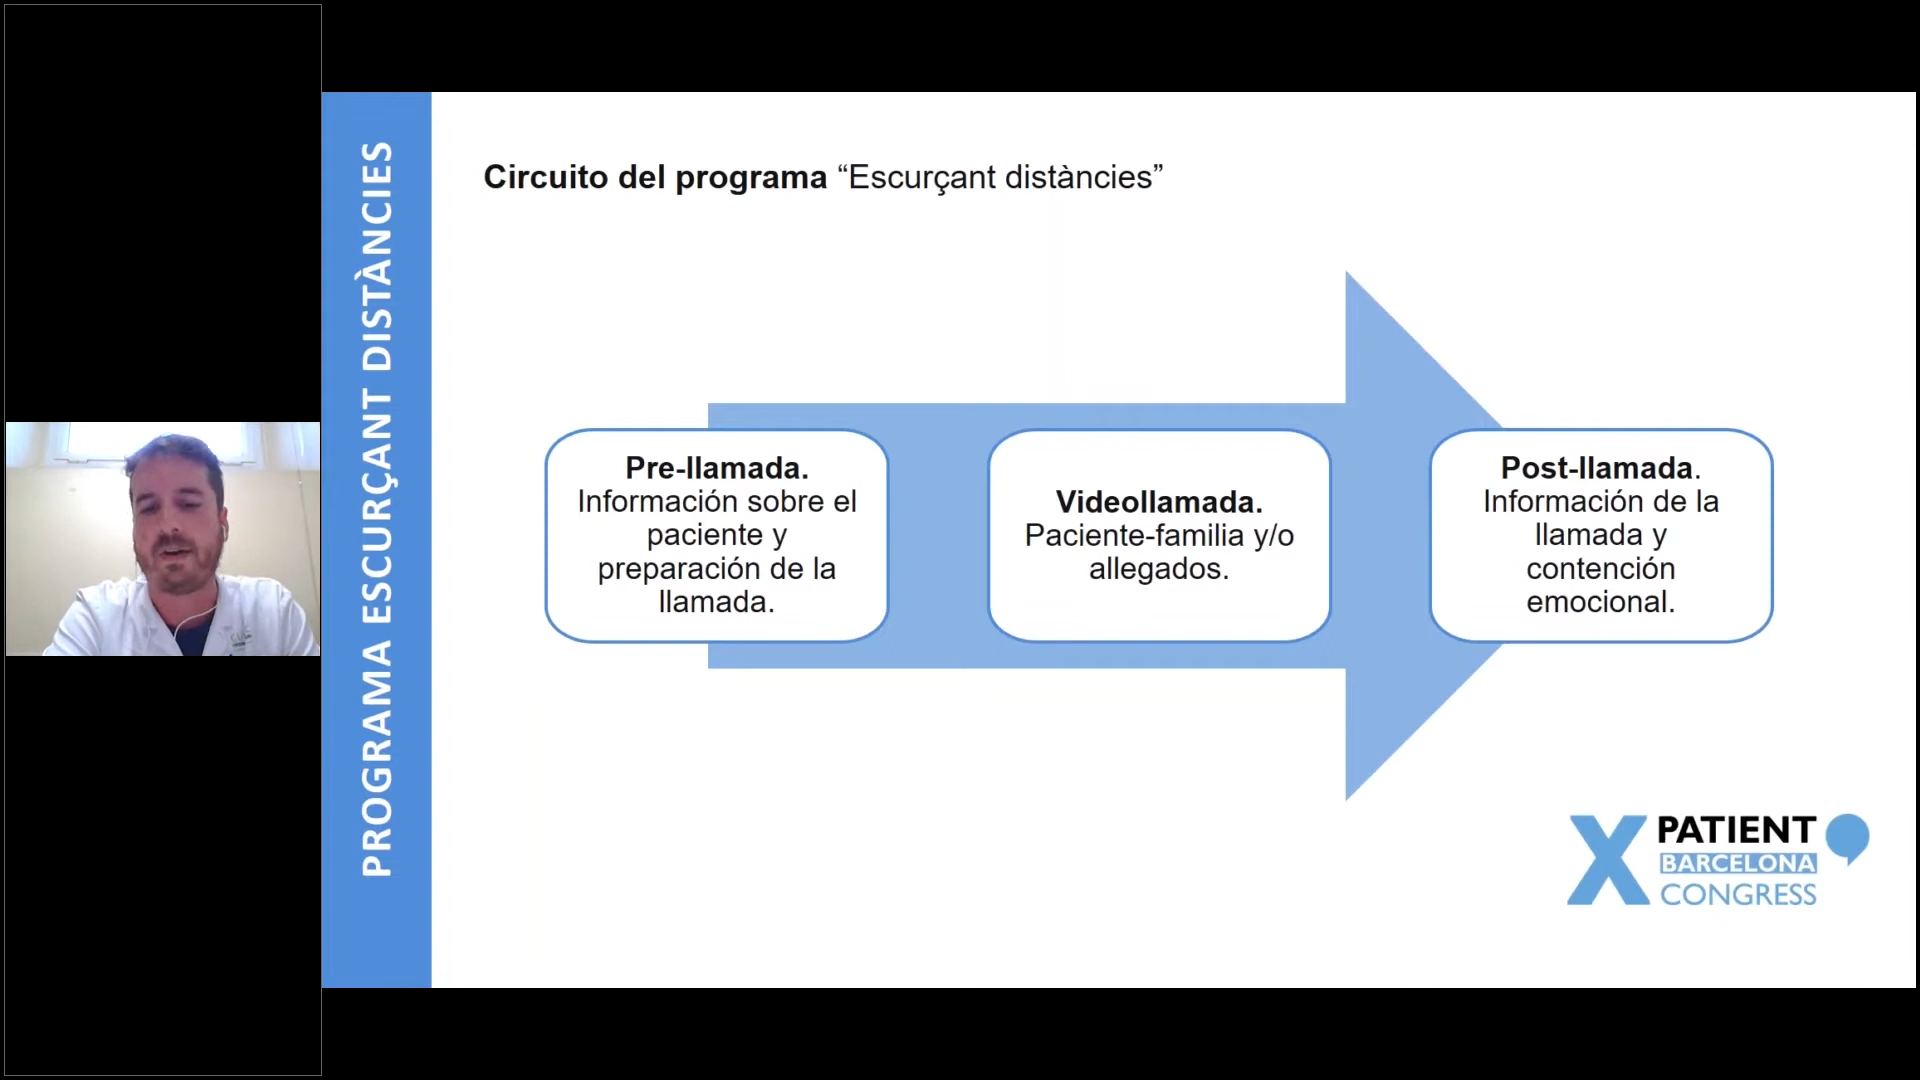 PROGRAMA ESCURÇANT DISTÀNCIES
Circuito del programa “Escurçant distàncies”
Pre-llamada.
Información sobre el
paciente y
preparación de la
llamada.
Videollamada.
Paciente-familia y/o
allegados.
Post-llamada.
Información de la
llamada y
contención
emocional.
X PATIENT
BARCELONA
CONGRESS